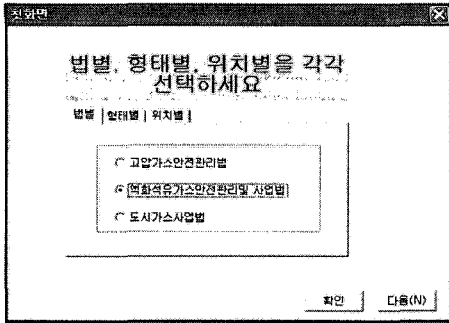 첫화면
법별, 형태별, 위치별을 각각
선택하세요
법별 형태별 위치별
고압가스안전관리법
액화석유가스안전관리및 사업법
도시가스사업법
확인 다음(N)